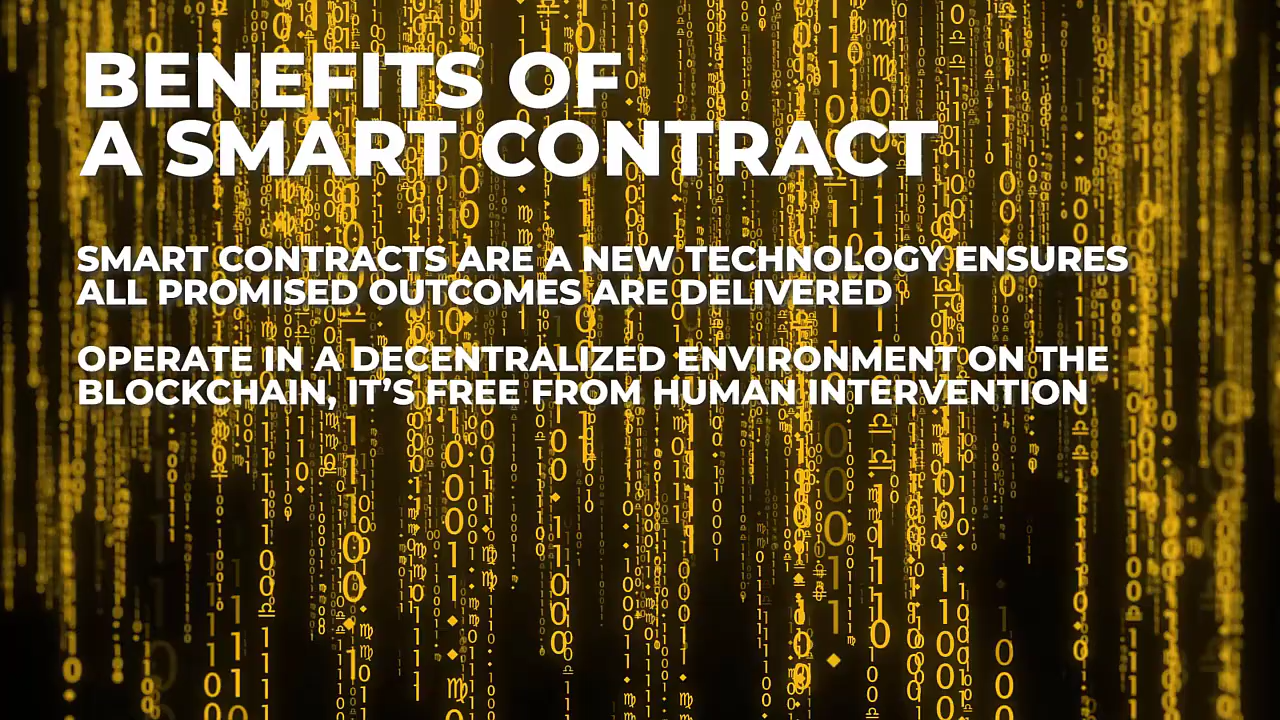 BENEFITS OF
A SMART CONTRACT
SMART CONTRACTS ARE A NEW TECHNOLOGY ENSURES
ALL PROMISED OUTCOMES ARE DELIVERED
OPERATE IN A DECENTRALIZED ENVIRONMENT ON THE
BLOCKCHAIN, IT’S FREE FROM HUMAN INTERVENTION